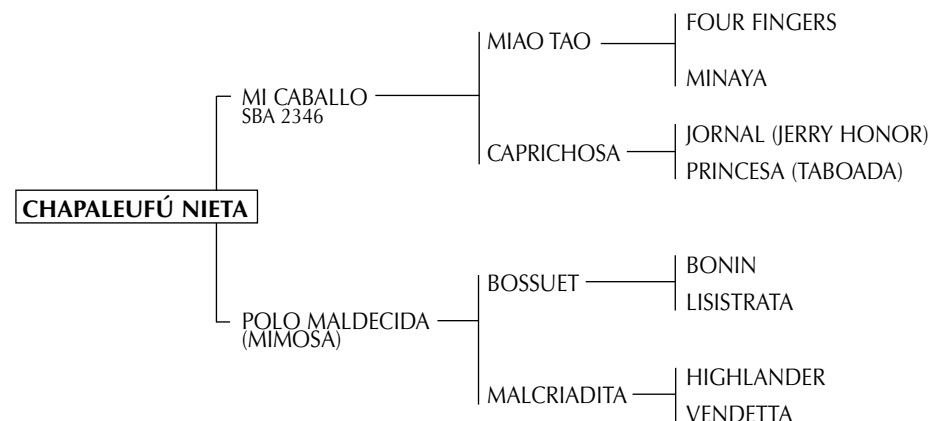 FOUR FINGERS
MIAO TAO
MINAYA
MI CABALLO
SBA 2346
JORNAL (JERRY HONOR)
CAPRICHOSA
PRINCESA (TABOADA)
CHAPALEUFÚ NIETA
BONIN
BOSSUET
LISISTRATA
POLO MALDECIDA
(MIMOSA)
HIGHLANDER
MALCRIADITA
VENDETTA